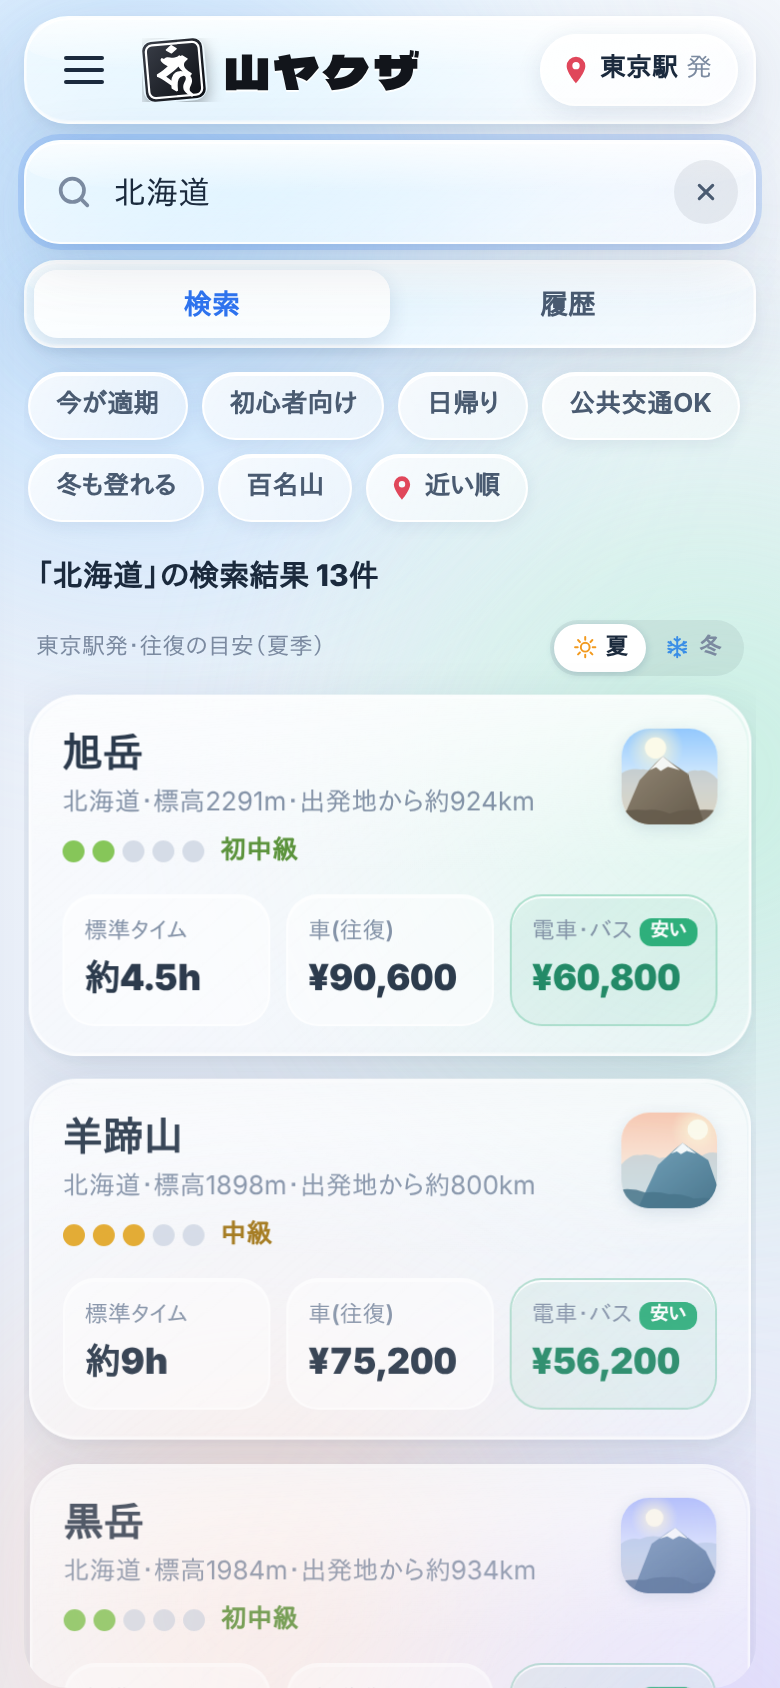 山ヤクザ
東京駅 発
北海道
検索 履歴
今が適期 初心者向け 日帰り 公共交通OK
冬も登れる 百名山 近い順
「北海道」の検索結果 13件
東京駅発・往復の目安（夏季） 夏 冬
旭岳
北海道・標高2291m・出発地から約924km
初中級
標準タイム 車(往復) 電車・バス 安い
約4.5h ¥90,600 ¥60,800
羊蹄山
北海道・標高1898m・出発地から約800km
中級
標準タイム 車(往復) 電車・バス 安い
約9h ¥75,200 ¥56,200
黒岳
北海道・標高1984m・出発地から約934km
初中級